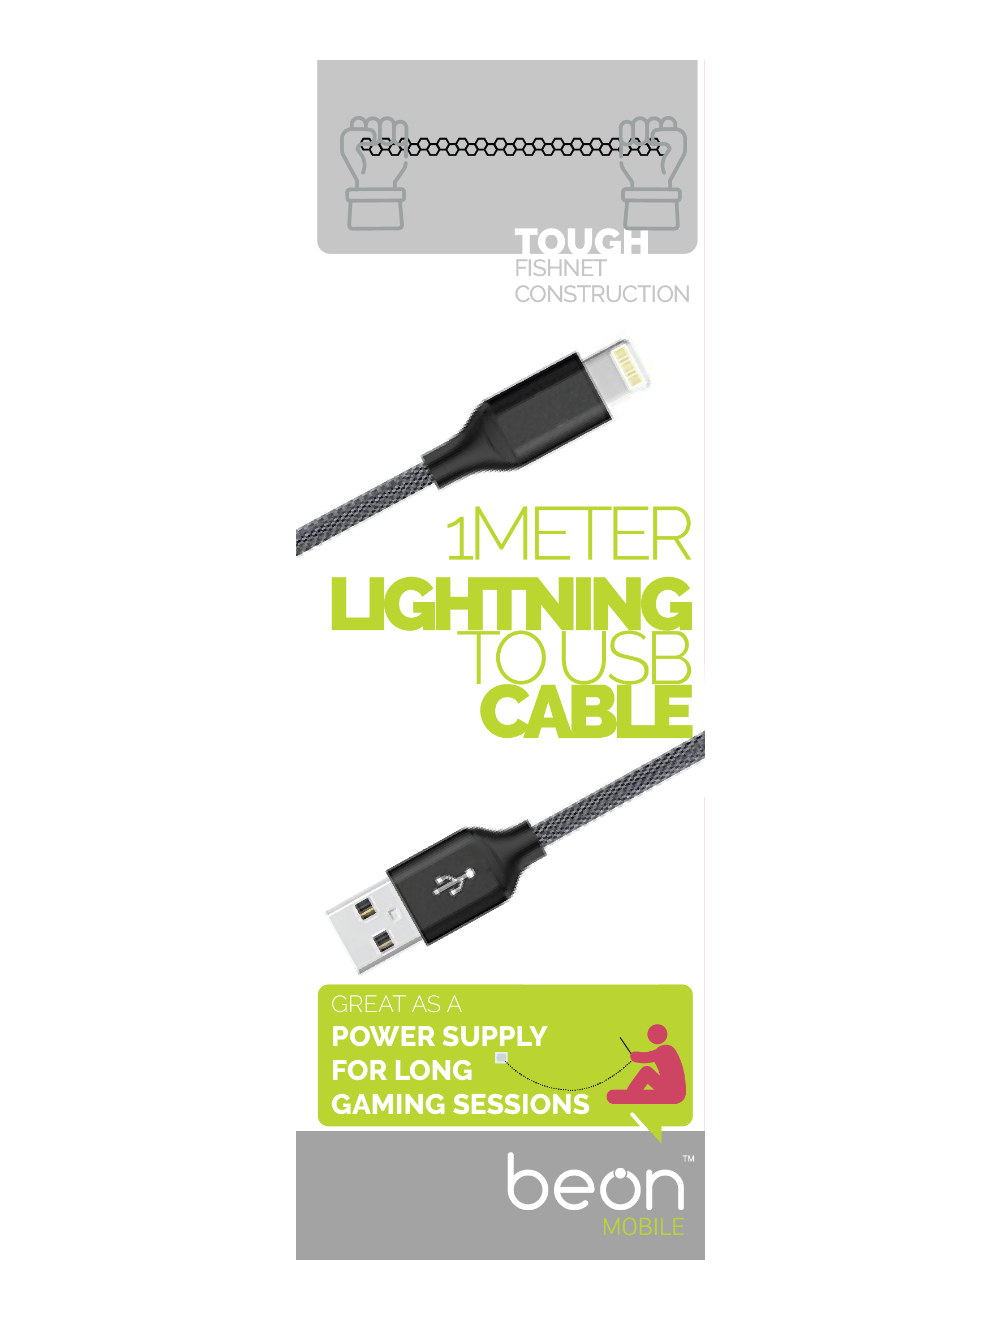 TOUGH
FISHNET
CONSTRUCTION
1METER
LIGHTNING
TO USB
CABLE
GREAT AS A
POWER SUPPLY
FOR LONG
GAMING SESSIONS
beon™
MOBILE